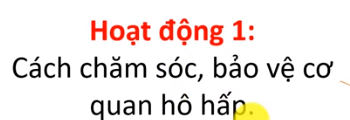 Hoạt động 1:
Cách chăm sóc, bảo vệ cơ
quan hô hấp.